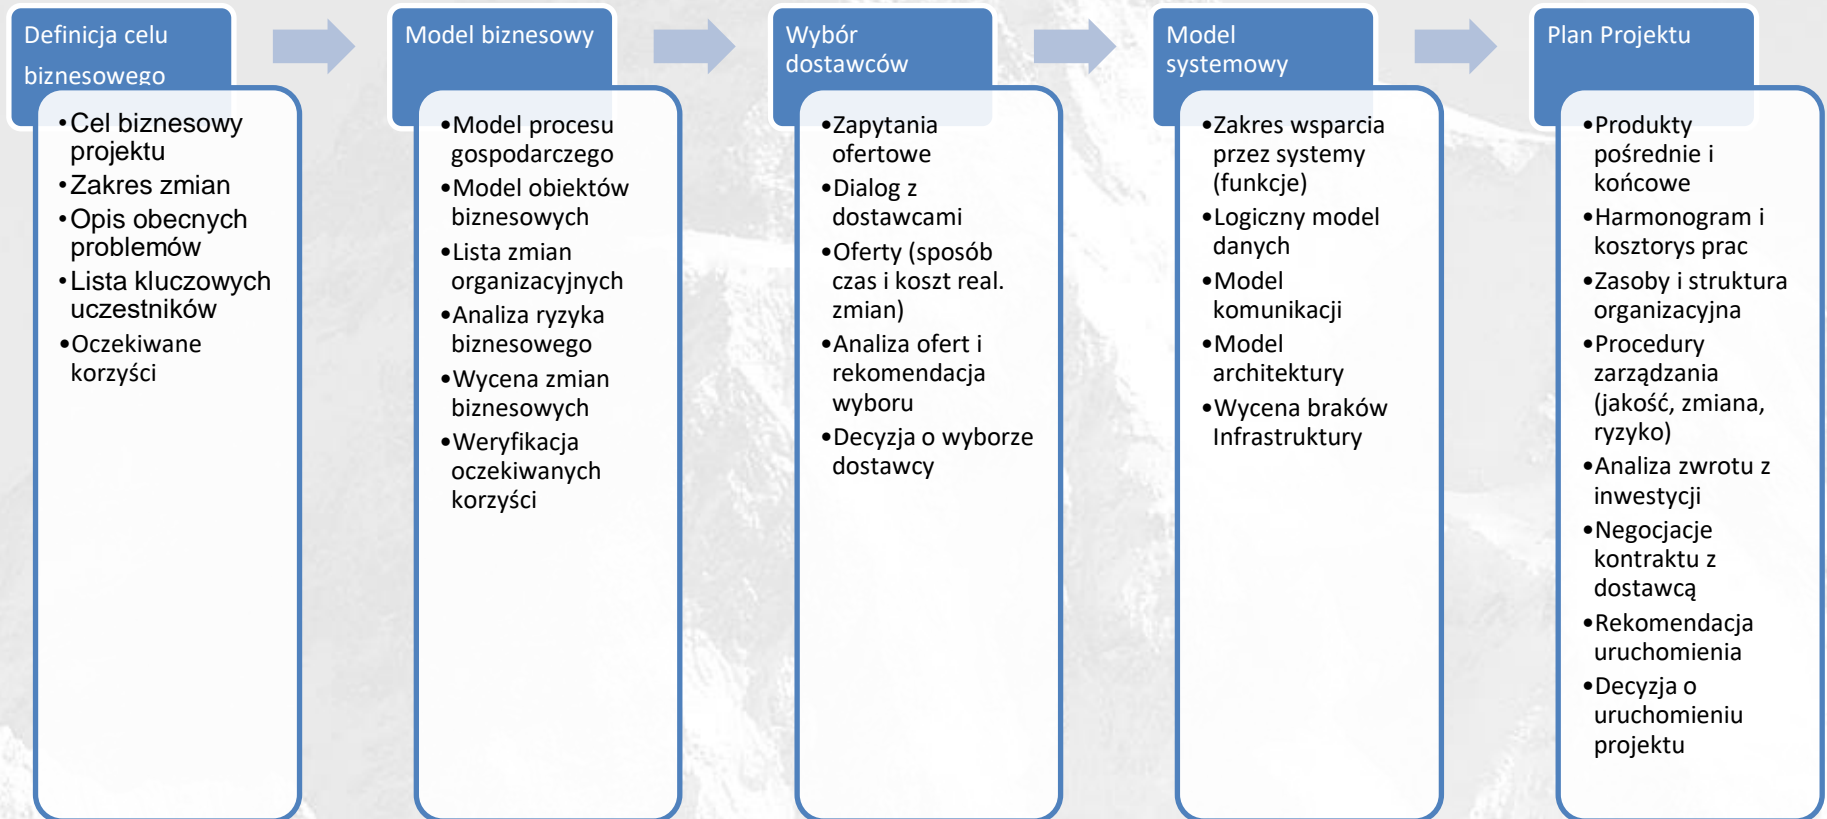 Definicja celu
biznesowego
•Cel biznesowy
projektu
•Zakres zmian
•Opis obecnych
problemów
•Lista kluczowych
uczestników
•Oczekiwane
korzyści
Model biznesowy
•Model procesu
gospodarczego
•Model obiektów
biznesowych
•Lista zmian
organizacyjnych
•Analiza ryzyka
biznesowego
•Wycena zmian
biznesowych
•Weryfikacja
oczekiwanych
korzyści
Wybór
dostawców
•Zapytania
ofertowe
•Dialog z
dostawcami
•Oferty (sposób
czas i koszt real.
zmian)
•Analiza ofert i
rekomendacja
wyboru
•Decyzja o wyborze
dostawcy
Model
systemowy
•Zakres wsparcia
przez systemy
(funkcje)
•Logiczny model
danych
•Model
komunikacji
•Model
architektury
•Wycena braków
Infrastruktury
Plan Projektu
•Produkty
pośrednie i
końcowe
•Harmonogram i
kosztorys prac
•Zasoby i struktura
organizacyjna
•Procedury
zarządzania
(jakość, zmiana,
ryzyko)
•Analiza zwrotu z
inwestycji
•Negocjacje
kontraktu z
dostawcą
•Rekomendacja
uruchomienia
•Decyzja o
uruchomieniu
projektu